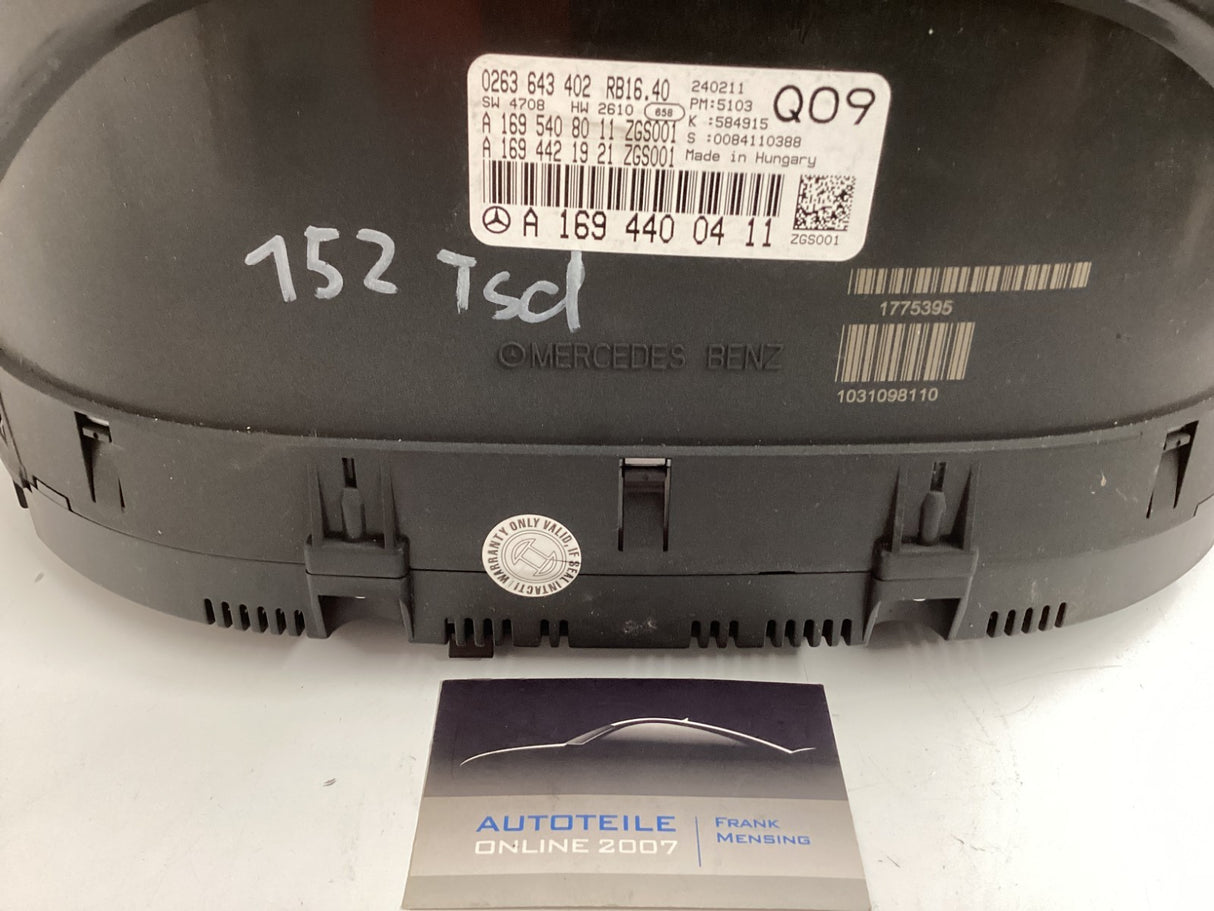 0263 643 402 RB16.40
SW 4708 HW 2610 658
A 169 540 80 11 ZGS001
A 169 442 19 21 ZGS001
240211
PM:5103
K :584915
S :0084110388
Made in Hungary
Q09
A 169 440 04 11
ZGS001
152 Tsd
1775395
MERCEDES BENZ
1031098110
WARRANTY ONLY VALID, IF SEAL INTACT!
AUTOTEILE
ONLINE 2007
FRANK
MENSING